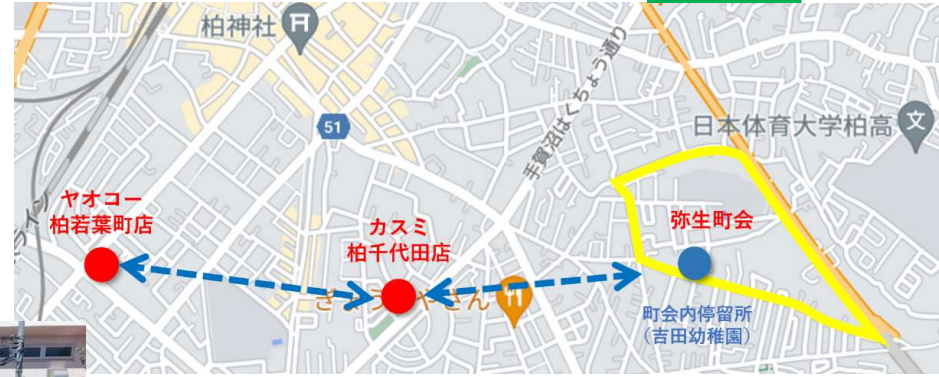 柏神社
51
手賀沼はくちょう通り
日本体育大学柏高
文
ヤオコー
柏若葉町店
カスミ
柏千代田店
弥生町会
町会内停留所
（吉田幼稚園）